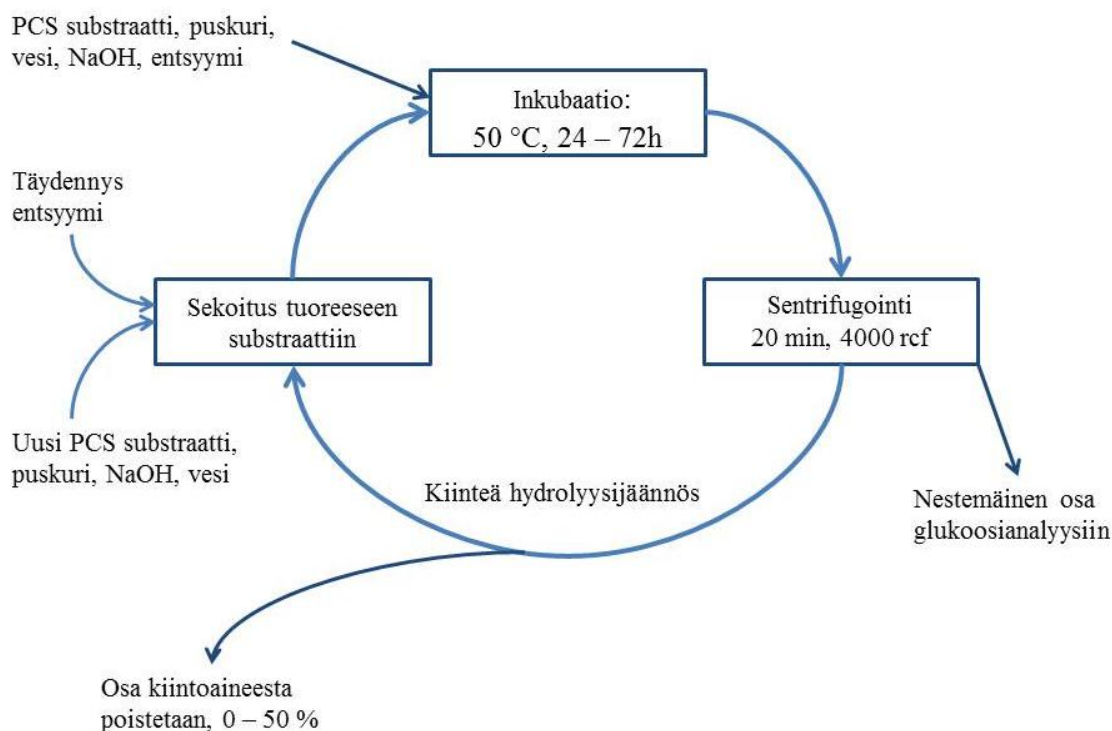 PCS substraatti, puskuri,
vesi, NaOH, entsyymi
Inkubaatio:
50 °C, 24 – 72h
Täydennys
entsyymi
Sekoitus tuoreeseen
substraattiin
Sentrifugointi
20 min, 4000 rcf
Uusi PCS substraatti,
puskuri, NaOH, vesi
Kiinteä hydrolyysijäännös
Nestemäinen osa
glukoosianalyysiin
Osa kiintoaineesta
poistetaan, 0 – 50 %